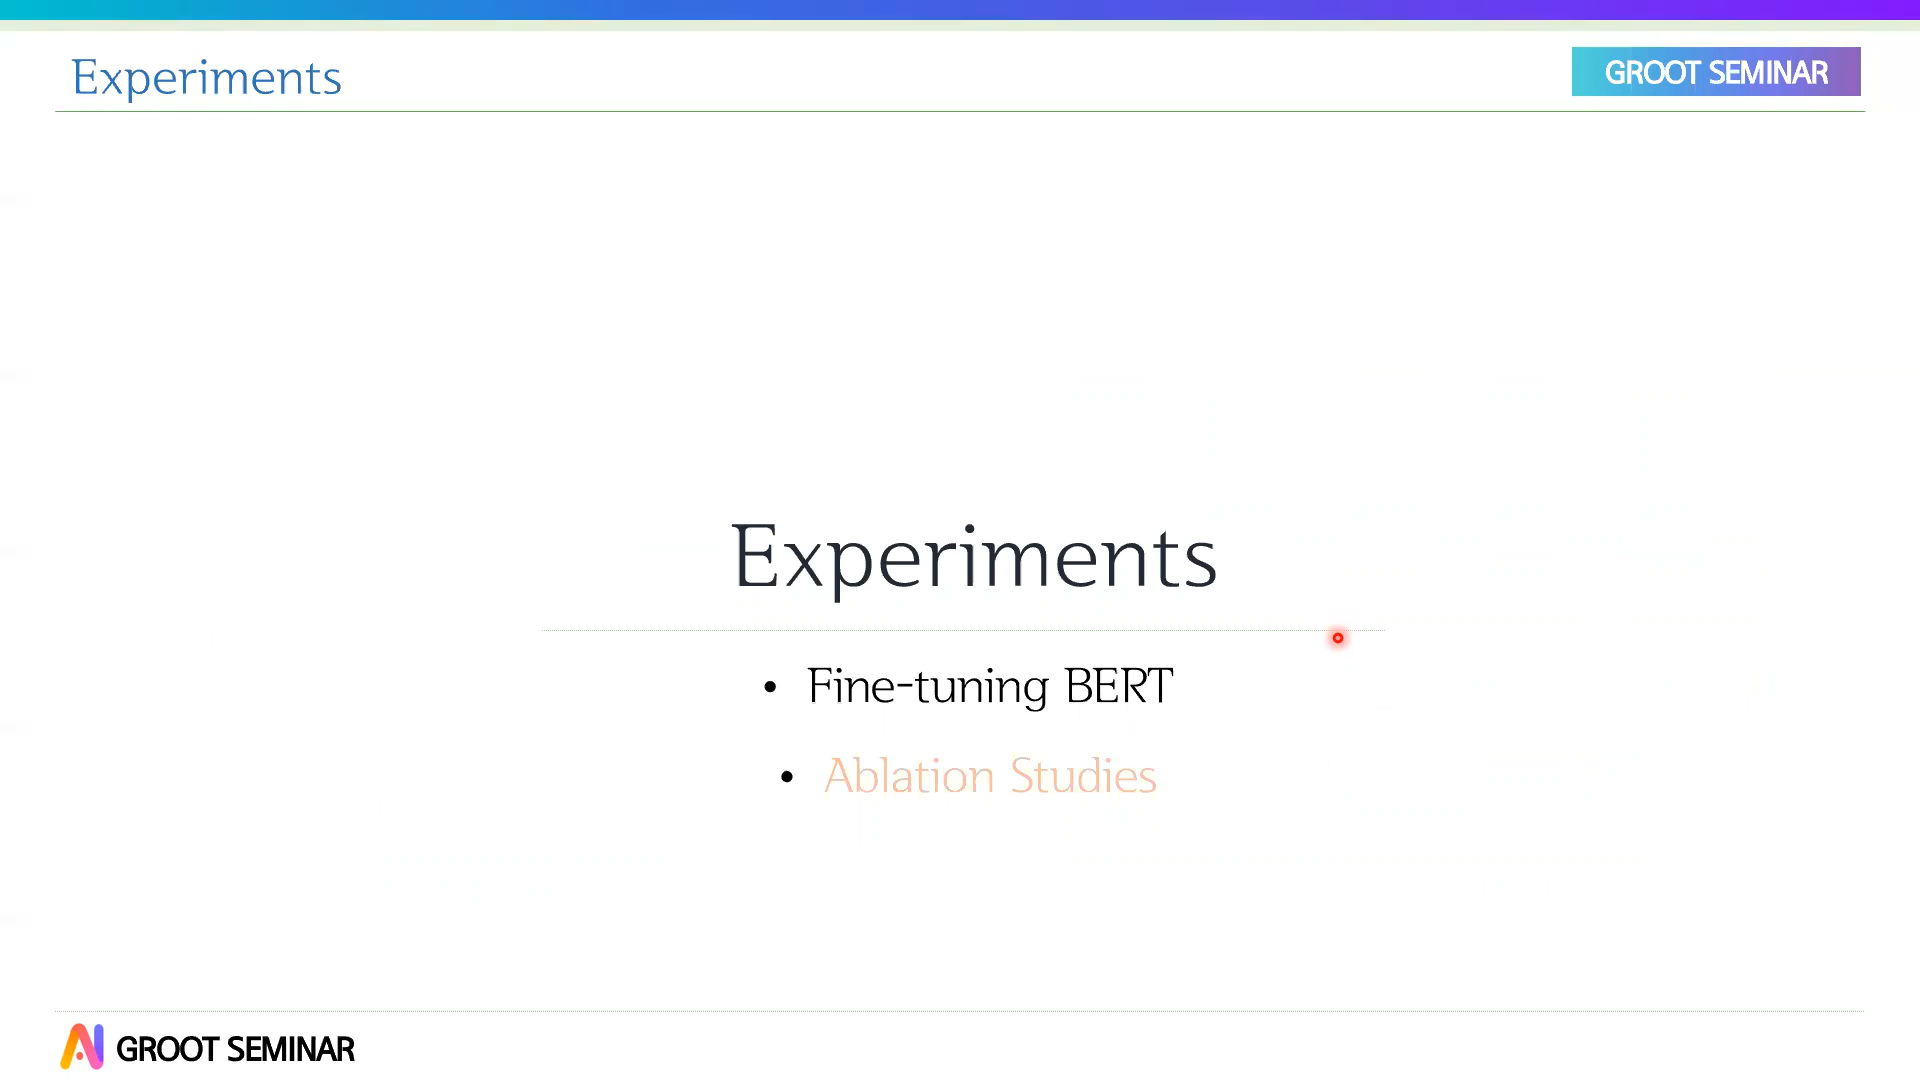 Experiments
GROOT SEMINAR
Experiments
• Fine-tuning BERT
• Ablation Studies
GROOT SEMINAR